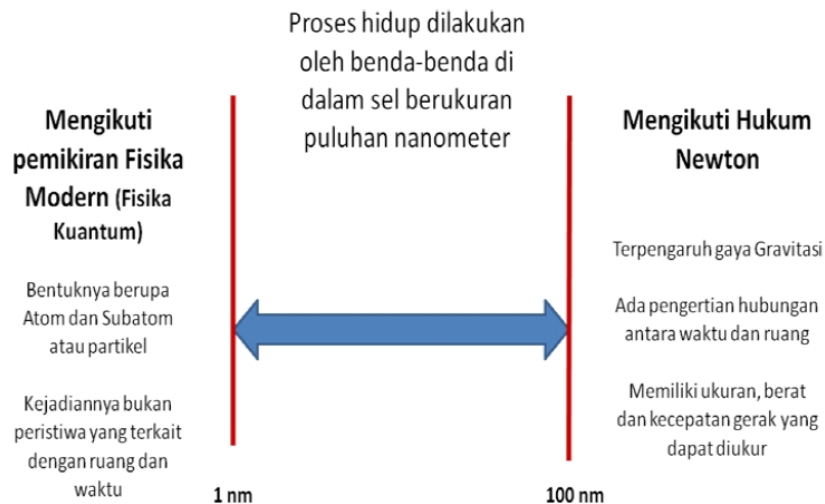 Proses hidup dilakukan
oleh benda-benda di
dalam sel berukuran
puluhan nanometer
Mengikuti
pemikiran Fisika
Modern (Fisika
Kuantum)
Bentuknya berupa
Atom dan Subatom
atau partikel
Kejadiannya bukan
peristiwa yang terkait
dengan ruang dan
waktu
Mengikuti Hukum
Newton
Terpengaruh gaya Gravitasi
Ada pengertian hubungan
antara waktu dan ruang
Memiliki ukuran, berat
dan kecepatan gerak yang
dapat diukur
1 nm
100 nm